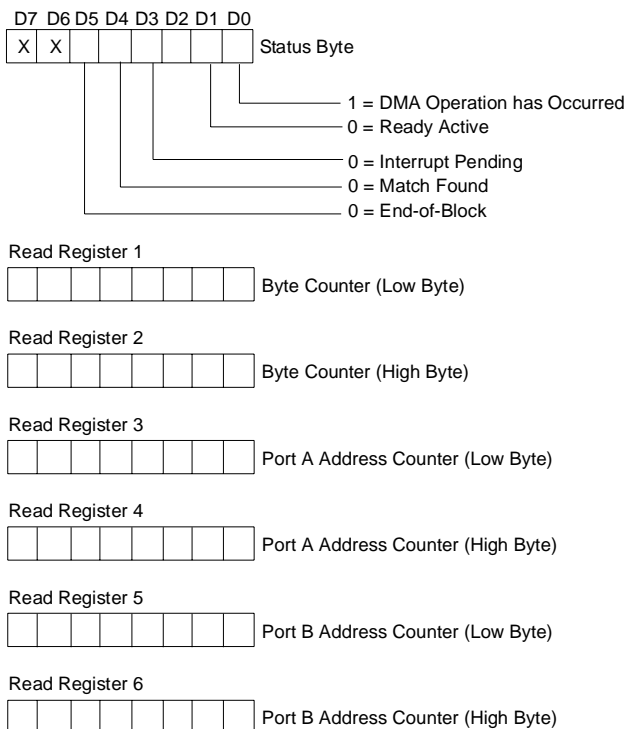 D7 D6 D5 D4 D3 D2 D1 D0
X X Status Byte
1 = DMA Operation has Occurred
0 = Ready Active
0 = Interrupt Pending
0 = Match Found
0 = End-of-Block
Read Register 1
Byte Counter (Low Byte)
Read Register 2
Byte Counter (High Byte)
Read Register 3
Port A Address Counter (Low Byte)
Read Register 4
Port A Address Counter (High Byte)
Read Register 5
Port B Address Counter (Low Byte)
Read Register 6
Port B Address Counter (High Byte)